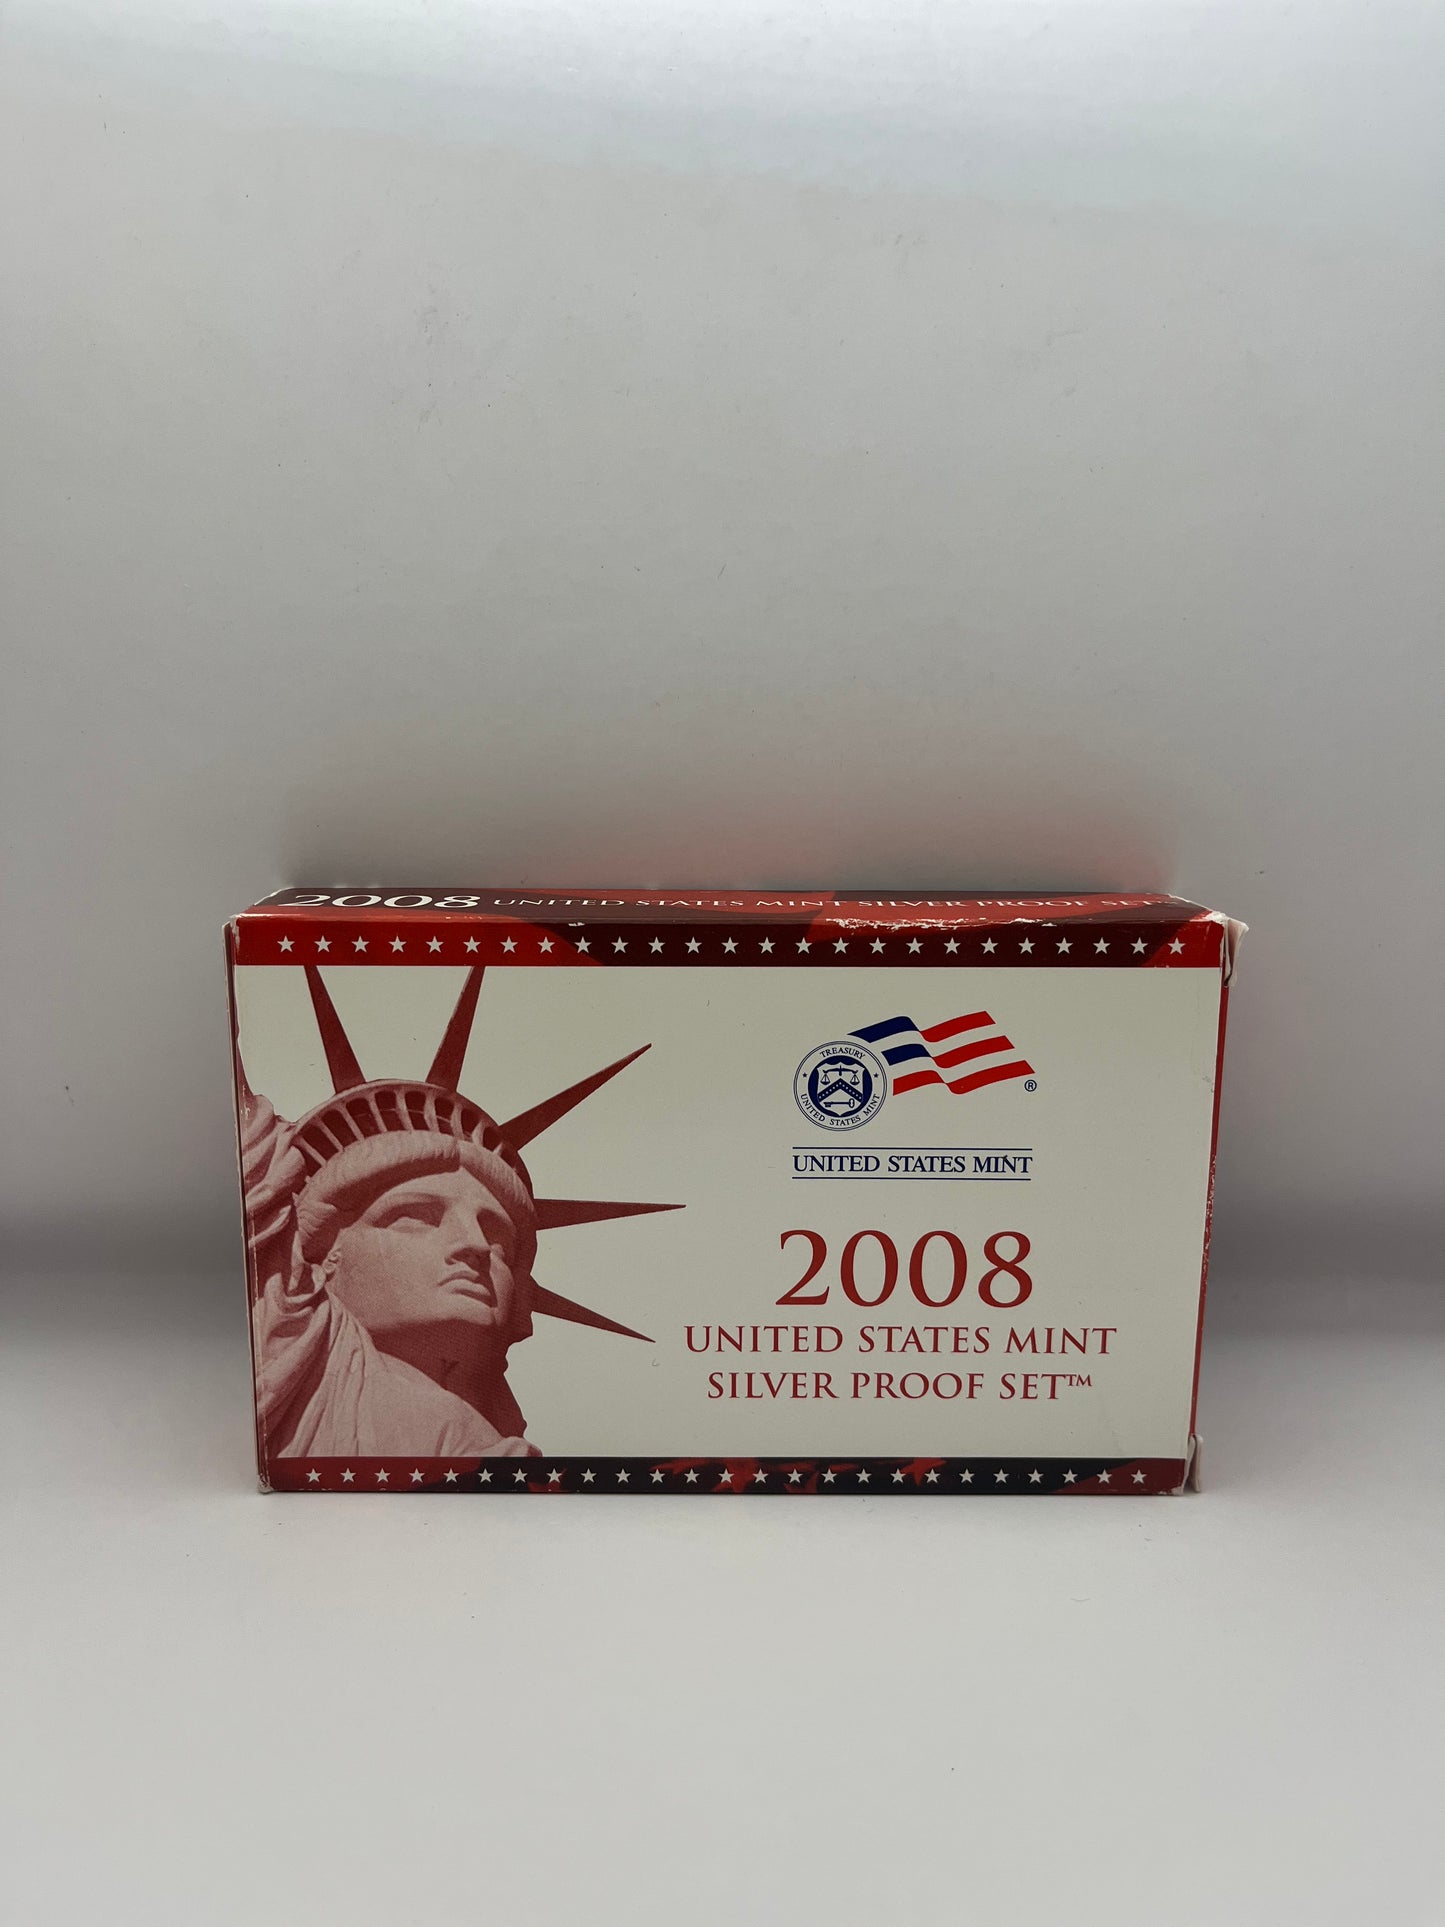 2008 UNITED STATES MINT SILVER PROOF SET
TREASURY
UNITED STATES MINT
®
UNITED STATES MINT
2008
UNITED STATES MINT
SILVER PROOF SET™